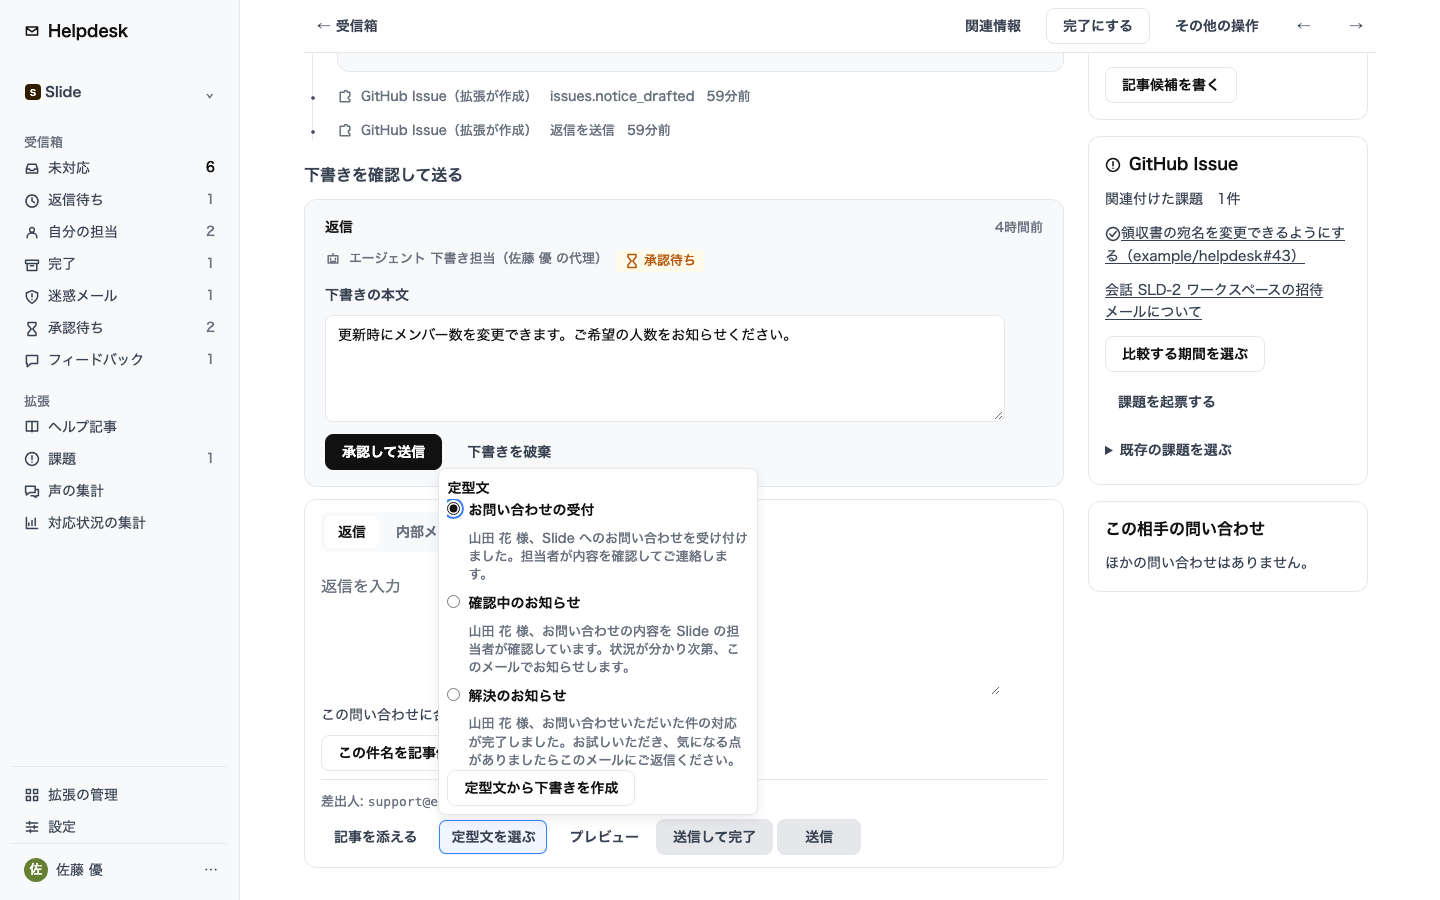 Helpdesk
S Slide
受信箱
未対応 6
返信待ち 1
自分の担当 2
完了 1
迷惑メール 1
承認待ち 2
フィードバック 1
拡張
ヘルプ記事
課題 1
声の集計
対応状況の集計
拡張の管理
設定
佐 佐藤 優 …
← 受信箱
関連情報 完了にする その他の操作 ← →
GitHub Issue（拡張が作成） issues.notice_drafted 59分前
GitHub Issue（拡張が作成） 返信を送信 59分前
下書きを確認して送る
返信 4時間前
エージェント 下書き担当（佐藤 優 の代理） 承認待ち
下書きの本文
更新時にメンバー数を変更できます。ご希望の人数をお知らせください。
承認して送信 下書きを破棄
返信 内部メ
返信を入力
定型文
お問い合わせの受付
山田 花 様、Slide へのお問い合わせを受け付け
ました。担当者が内容を確認してご連絡しま
す。
確認中のお知らせ
山田 花 様、お問い合わせの内容を Slide の担
当者が確認しています。状況が分かり次第、こ
のメールでお知らせします。
解決のお知らせ
山田 花 様、お問い合わせいただいた件の対応
が完了しました。お試しいただき、気になる点
がありましたらこのメールにご返信ください。
定型文から下書きを作成
この問い合わせに
この件名を記事
差出人: support@e
記事を添える 定型文を選ぶ プレビュー 送信して完了 送信
記事候補を書く
GitHub Issue
関連付けた課題 1件
領収書の宛名を変更できるようにす
る（example/helpdesk#43）
会話 SLD-2 ワークスペースの招待
メールについて
比較する期間を選ぶ
課題を起票する
▶ 既存の課題を選ぶ
この相手の問い合わせ
ほかの問い合わせはありません。